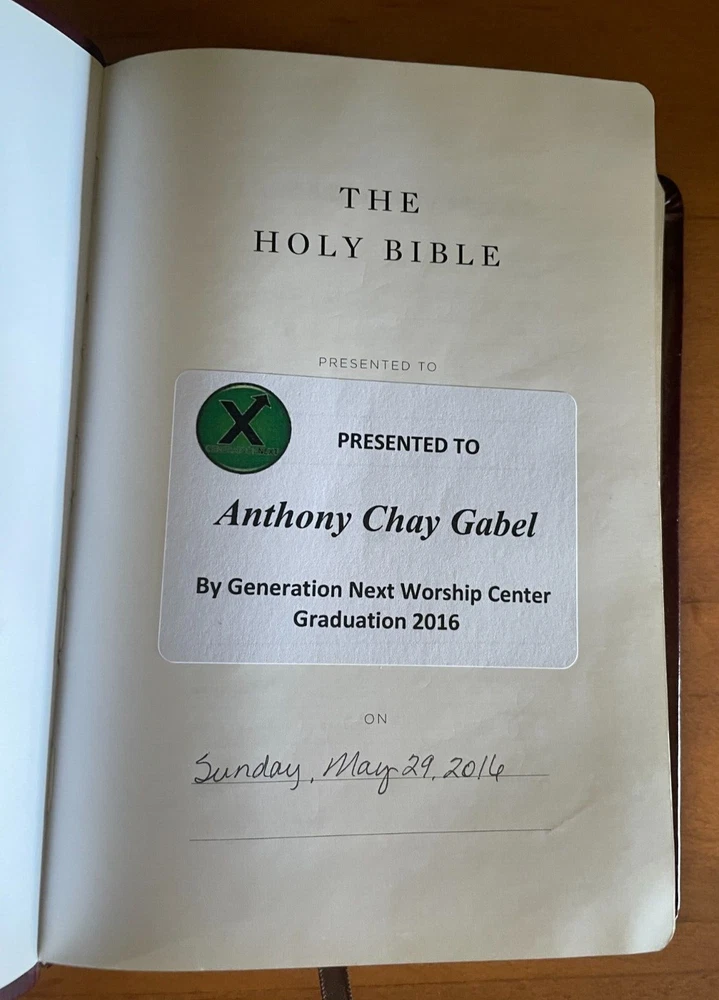 THE
HOLY BIBLE
PRESENTED TO
X
PRESENTED TO
Anthony Chay Gabel
By Generation Next Worship Center
Graduation 2016
ON
Sunday, May 29, 2016